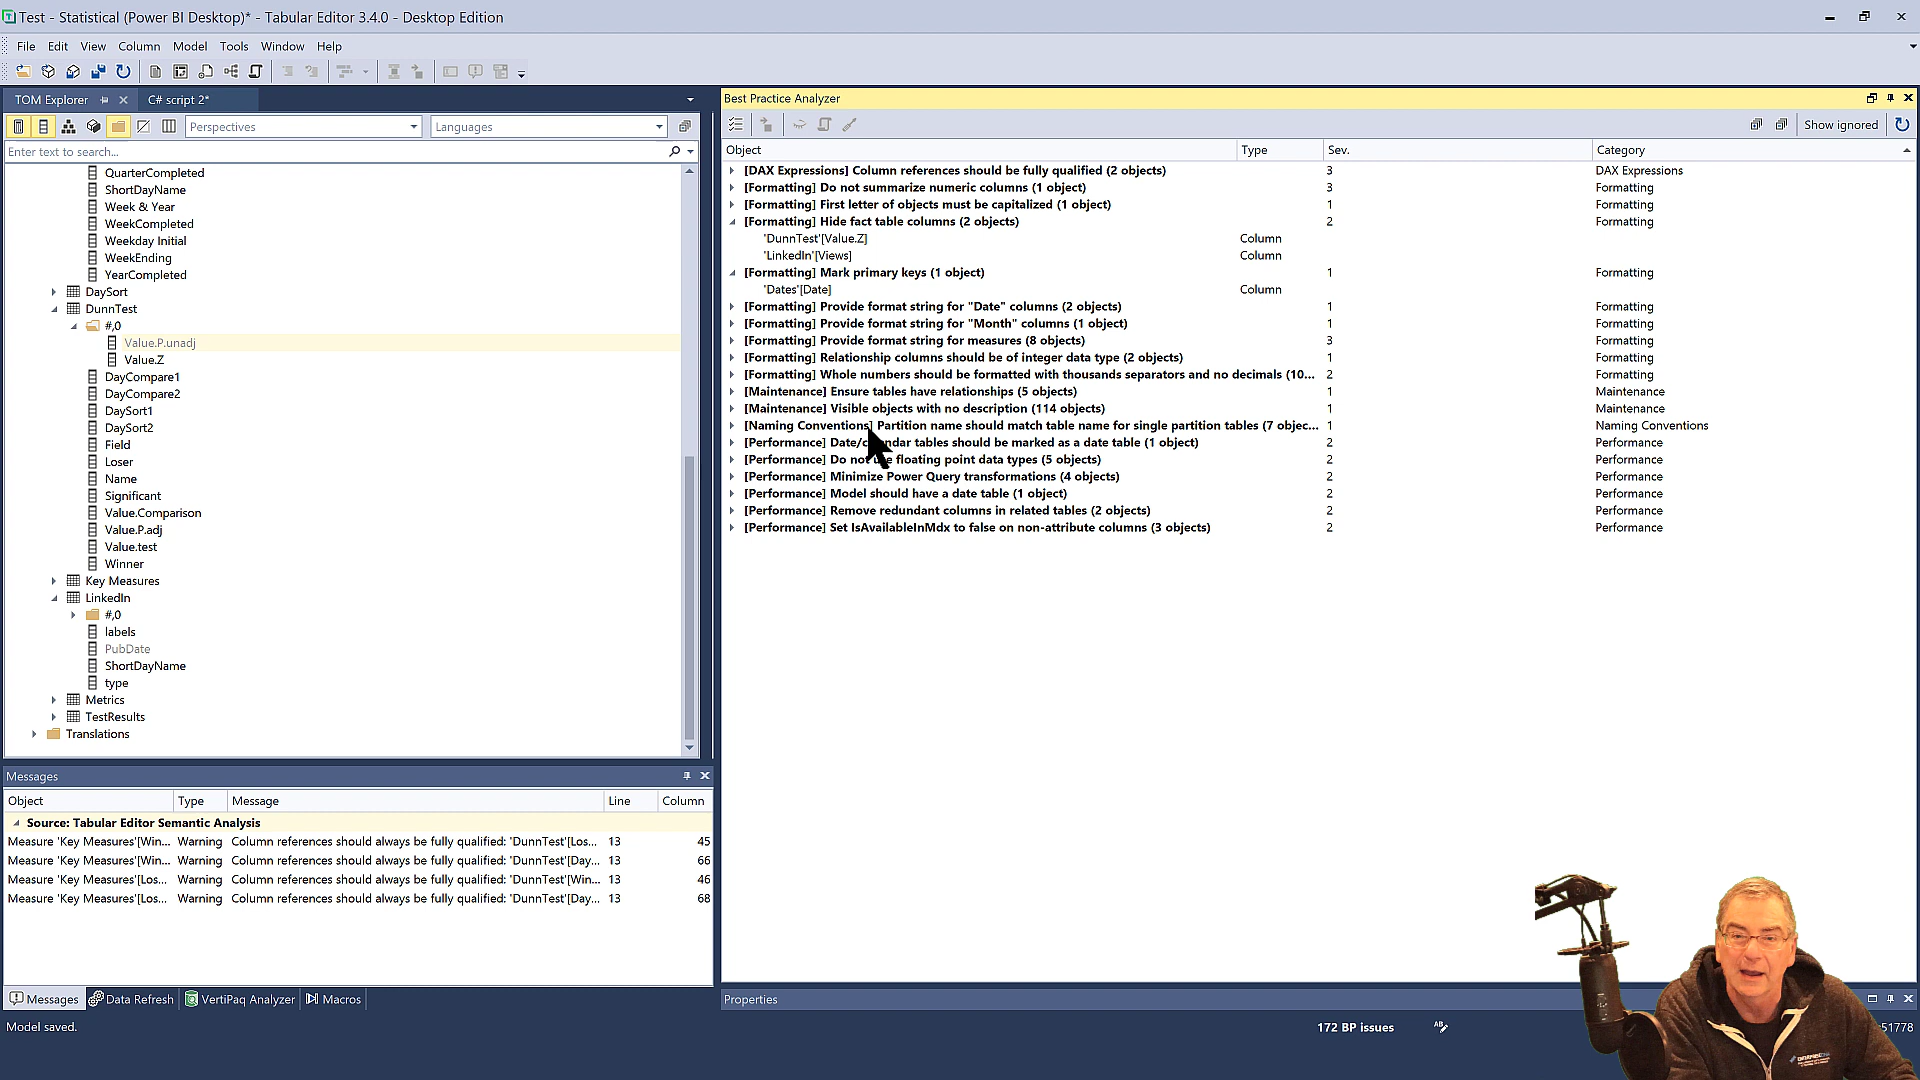 Test - Statistical (Power BI Desktop)* - Tabular Editor 3.4.0 - Desktop Edition
File Edit View Column Model Tools Window Help
TOM Explorer C# script 2*
Perspectives Languages
Enter text to search...
QuarterCompleted
ShortDayName
Week & Year
WeekCompleted
Weekday Initial
WeekEnding
YearCompleted
DaySort
DunnTest
#,0
Value.P.unadj
Value.Z
DayCompare1
DayCompare2
DaySort1
DaySort2
Field
Loser
Name
Significant
Value.Comparison
Value.P.adj
Value.test
Winner
Key Measures
LinkedIn
#,0
labels
PubDate
ShortDayName
type
Metrics
TestResults
Translations
Messages
Object Type Message Line Column
Source: Tabular Editor Semantic Analysis
Measure 'Key Measures'[Win... Warning Column references should always be fully qualified: 'DunnTest'[Los... 13 45
Measure 'Key Measures'[Win... Warning Column references should always be fully qualified: 'DunnTest'[Day... 13 66
Measure 'Key Measures'[Los... Warning Column references should always be fully qualified: 'DunnTest'[Win... 13 46
Measure 'Key Measures'[Los... Warning Column references should always be fully qualified: 'DunnTest'[Day... 13 68
Messages Data Refresh VertiPaq Analyzer Macros
Model saved.
Best Practice Analyzer
Show ignored
Object Type Sev. Category
[DAX Expressions] Column references should be fully qualified (2 objects) 3 DAX Expressions
[Formatting] Do not summarize numeric columns (1 object) 3 Formatting
[Formatting] First letter of objects must be capitalized (1 object) 1 Formatting
[Formatting] Hide fact table columns (2 objects) 2 Formatting
'DunnTest'[Value.Z] Column
'LinkedIn'[Views] Column
[Formatting] Mark primary keys (1 object) 1 Formatting
'Dates'[Date] Column
[Formatting] Provide format string for "Date" columns (2 objects) 1 Formatting
[Formatting] Provide format string for "Month" columns (1 object) 1 Formatting
[Formatting] Provide format string for measures (8 objects) 3 Formatting
[Formatting] Relationship columns should be of integer data type (2 objects) 1 Formatting
[Formatting] Whole numbers should be formatted with thousands separators and no decimals (10... 2 Formatting
[Maintenance] Ensure tables have relationships (5 objects) 1 Maintenance
[Maintenance] Visible objects with no description (114 objects) 1 Maintenance
[Naming Conventions] Partition name should match table name for single partition tables (7 objec... 1 Naming Conventions
[Performance] Date/calendar tables should be marked as a date table (1 object) 2 Performance
[Performance] Do not use floating point data types (5 objects) 2 Performance
[Performance] Minimize Power Query transformations (4 objects) 2 Performance
[Performance] Model should have a date table (1 object) 2 Performance
[Performance] Remove redundant columns in related tables (2 objects) 2 Performance
[Performance] Set IsAvailableInMdx to false on non-attribute columns (3 objects) 2 Performance
Properties
172 BP issues
51778